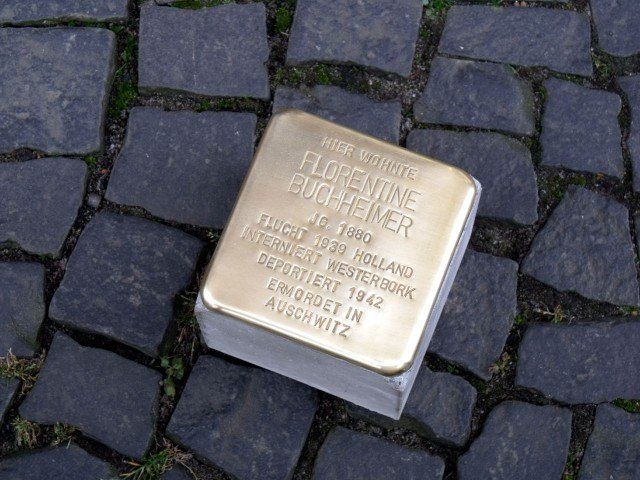 HIER WOHNTE
FLORENTINE
BUCHHEIMER
JG. 1880
FLUCHT 1939 HOLLAND
INTERNIERT WESTERBORK
DEPORTIERT 1942
ERMORDET IN
AUSCHWITZ